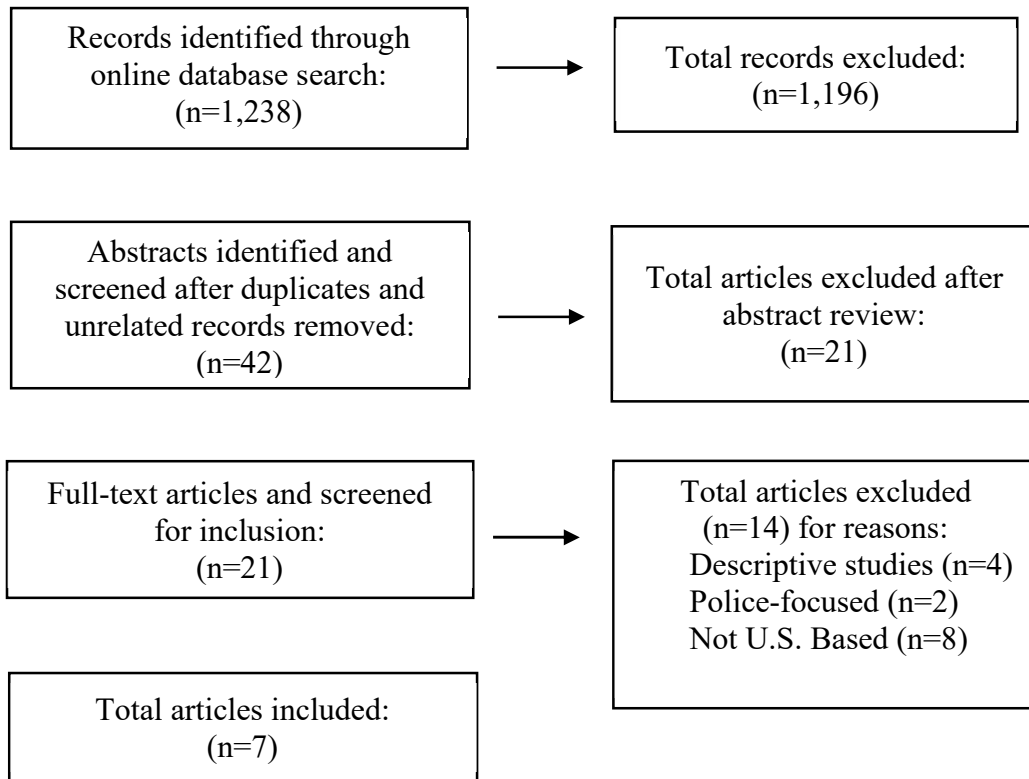 Records identified through
online database search:
(n=1,238)
Total records excluded:
(n=1,196)
Abstracts identified and
screened after duplicates and
unrelated records removed:
(n=42)
Total articles excluded after
abstract review:
(n=21)
Full-text articles and screened
for inclusion:
(n=21)
Total articles excluded
(n=14) for reasons:
Descriptive studies (n=4)
Police-focused (n=2)
Not U.S. Based (n=8)
Total articles included:
(n=7)